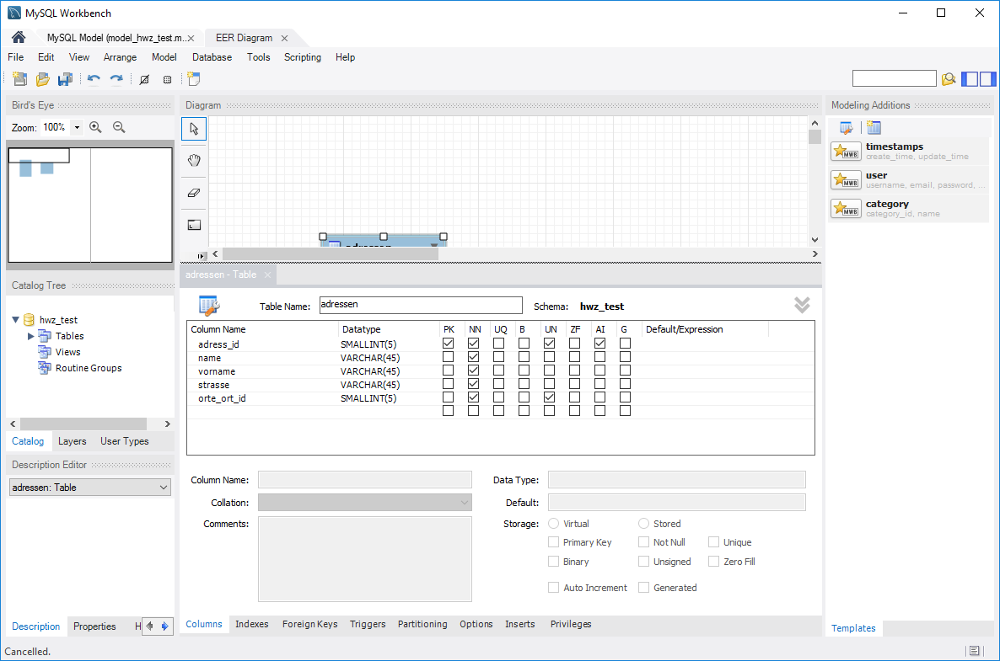 MySQL Workbench
MySQL Model (model_hwz_test.m... EER Diagram
File Edit View Arrange Model Database Tools Scripting Help
Bird's Eye
Zoom: 100%
Catalog Tree
hwz_test
Tables
Views
Routine Groups
Catalog Layers User Types
Description Editor
adressen: Table
Description Properties H
Diagram
adressen
adressen - Table
Table Name: adressen Schema: hwz_test
Column Name Datatype PK NN UQ B UN ZF AI G Default/Expression
adress_id SMALLINT(5)
name VARCHAR(45)
vorname VARCHAR(45)
strasse VARCHAR(45)
orte_ort_id SMALLINT(5)
Column Name: Data Type:
Collation: Default:
Comments: Storage: Virtual Stored
Primary Key Not Null Unique
Binary Unsigned Zero Fill
Auto Increment Generated
Columns Indexes Foreign Keys Triggers Partitioning Options Inserts Privileges
Modeling Additions
MWB timestamps
create_time, update_time
MWB user
username, email, password, ...
MWB category
category_id, name
Templates
Cancelled.